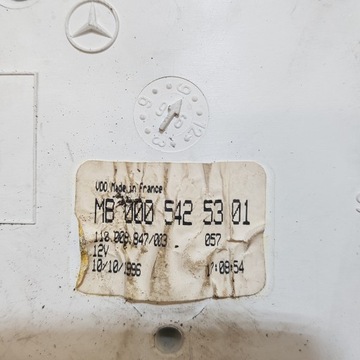 VDO Made in France
MB 000 542 53 01
110.008.847/003 057
12V
10/10/1996 17:08:54